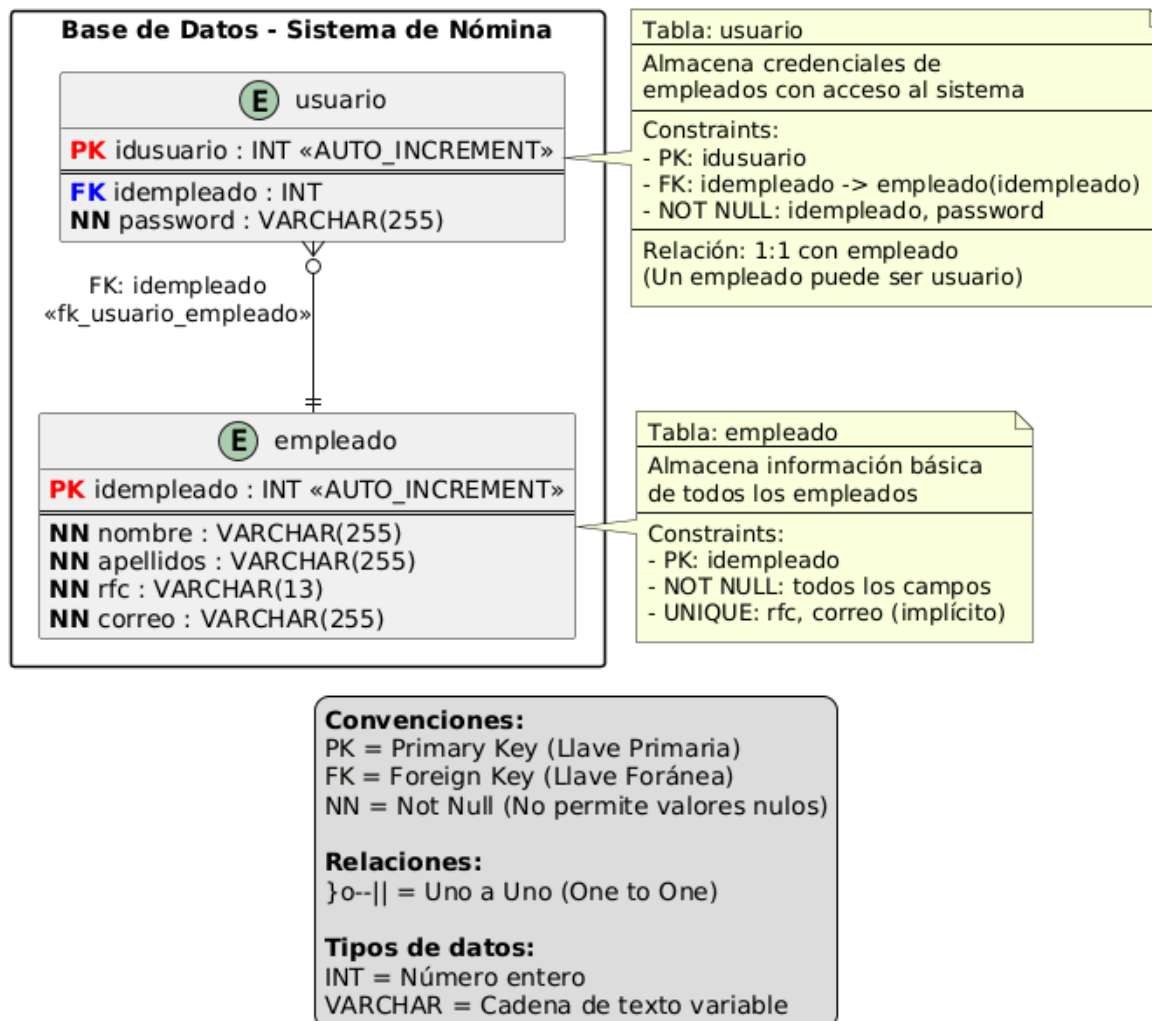 Base de Datos - Sistema de Nómina
E usuario
PK idusuario : INT «AUTO_INCREMENT»
FK idempleado : INT
NN password : VARCHAR(255)
Tabla: usuario
Almacena credenciales de
empleados con acceso al sistema
Constraints:
- PK: idusuario
- FK: idempleado -> empleado(idempleado)
- NOT NULL: idempleado, password
Relación: 1:1 con empleado
(Un empleado puede ser usuario)
FK: idempleado
«fk_usuario_empleado»
E empleado
PK idempleado : INT «AUTO_INCREMENT»
NN nombre : VARCHAR(255)
NN apellidos : VARCHAR(255)
NN rfc : VARCHAR(13)
NN correo : VARCHAR(255)
Tabla: empleado
Almacena información básica
de todos los empleados
Constraints:
- PK: idempleado
- NOT NULL: todos los campos
- UNIQUE: rfc, correo (implícito)
Convenciones:
PK = Primary Key (Llave Primaria)
FK = Foreign Key (Llave Foránea)
NN = Not Null (No permite valores nulos)
Relaciones:
}o--|| = Uno a Uno (One to One)
Tipos de datos:
INT = Número entero
VARCHAR = Cadena de texto variable